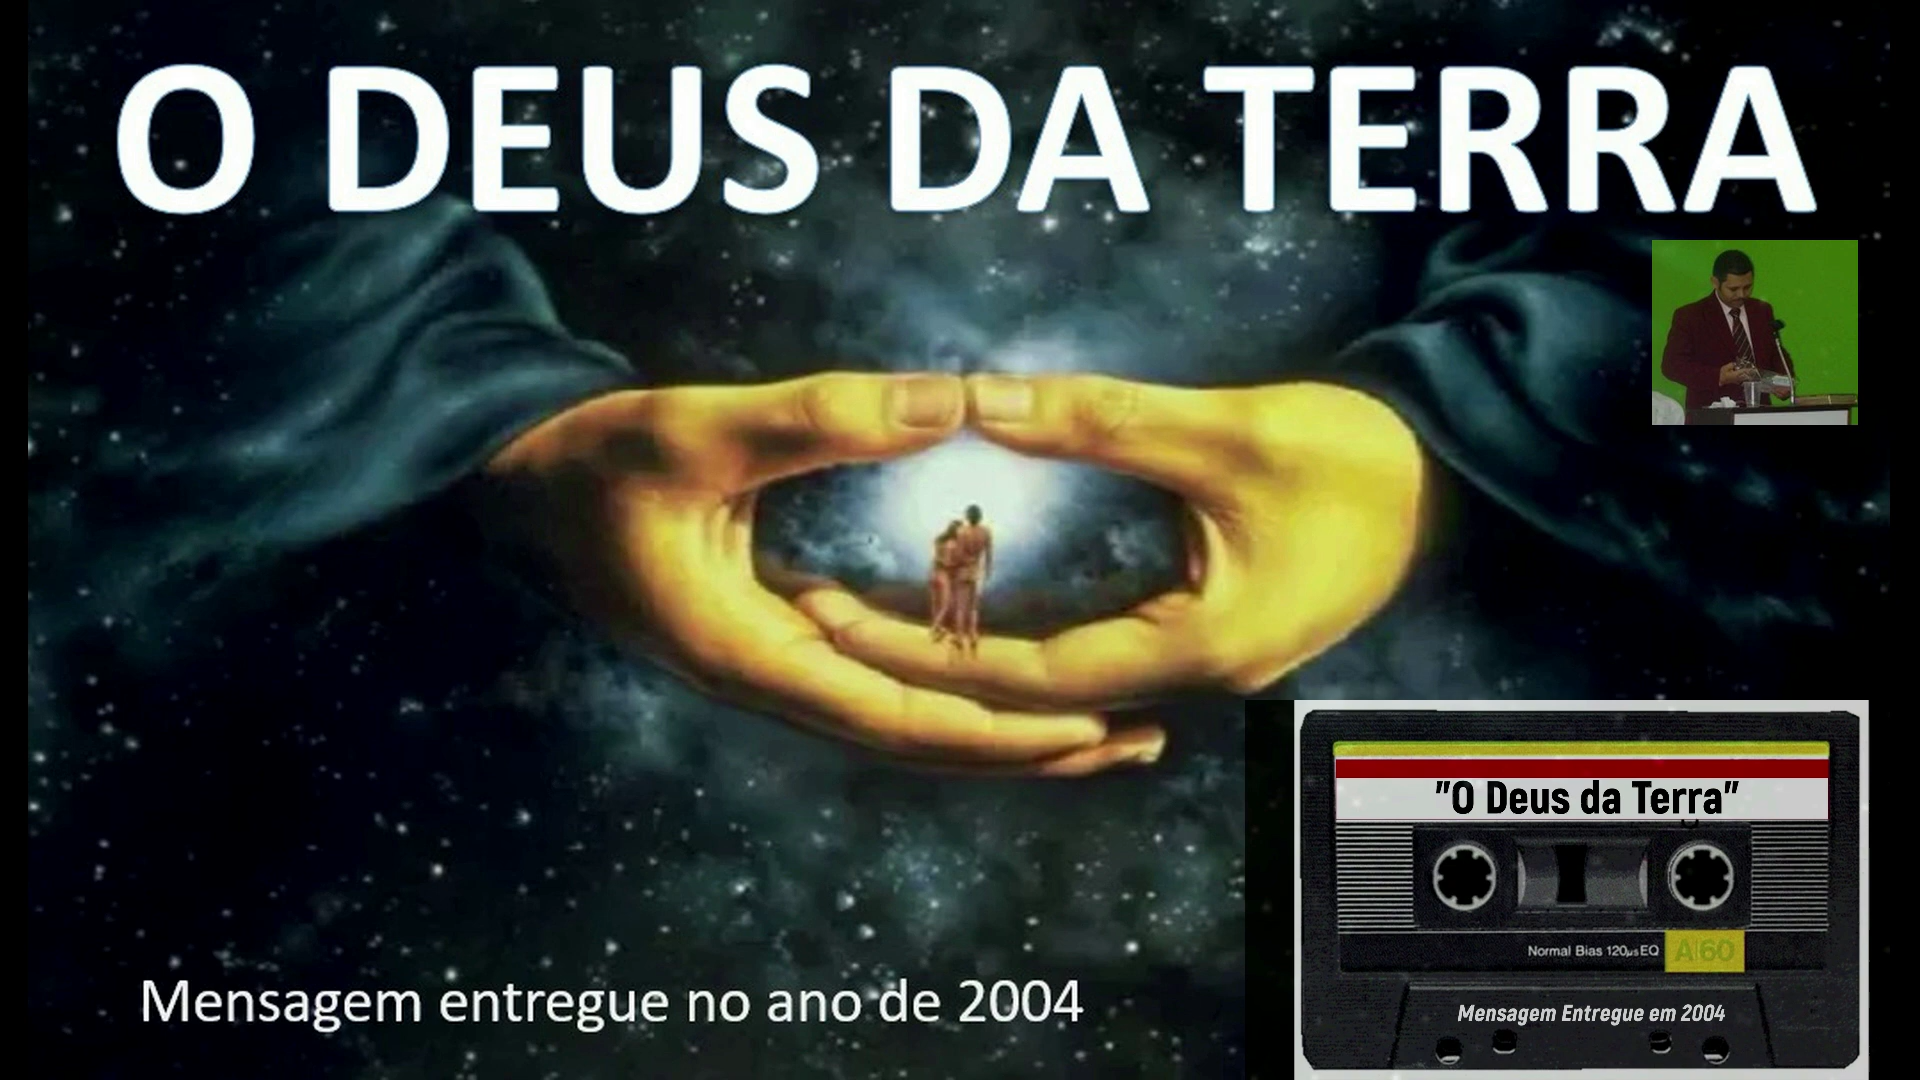 O DEUS DA TERRA
"O Deus da Terra"
Normal Bias 120µs EQ A|60
Mensagem entregue no ano de 2004
Mensagem Entregue em 2004